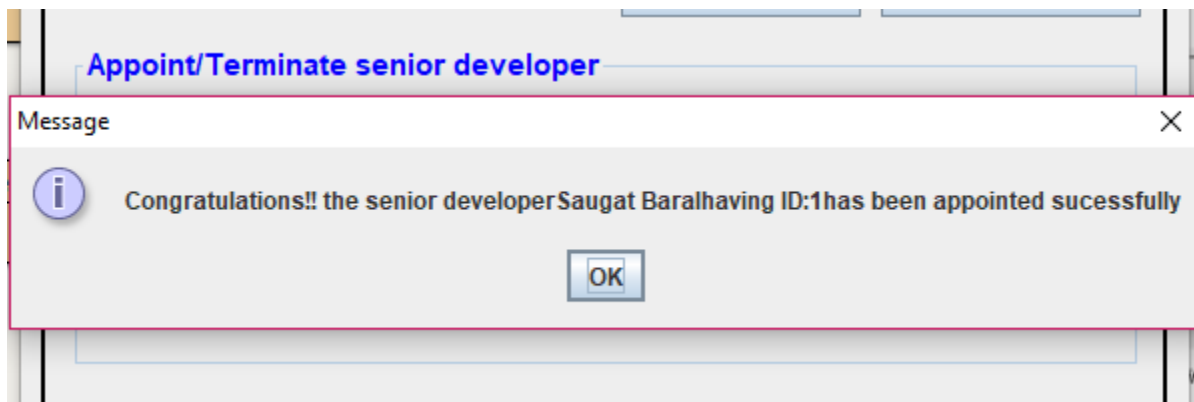 Appoint/Terminate senior developer
Message
Congratulations!! the senior developerSaugat Baralhaving ID:1has been appointed sucessfully
OK